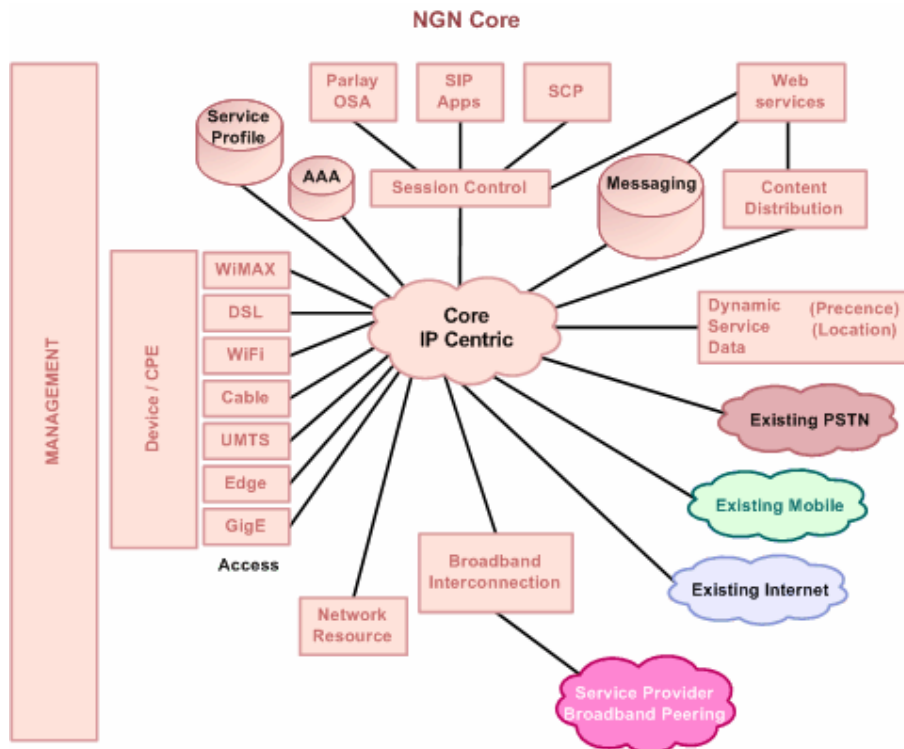 NGN Core
Parlay
OSA
SIP
Apps
SCP
Web
services
Service
Profile
AAA
Session Control
Messaging
Content
Distribution
MANAGEMENT
Device / CPE
WiMAX
DSL
WiFi
Cable
UMTS
Edge
GigE
Access
Core
IP Centric
Dynamic (Precence)
Service (Location)
Data
Existing PSTN
Existing Mobile
Existing Internet
Broadband
Interconnection
Network
Resource
Service Provider
Broadband Peering